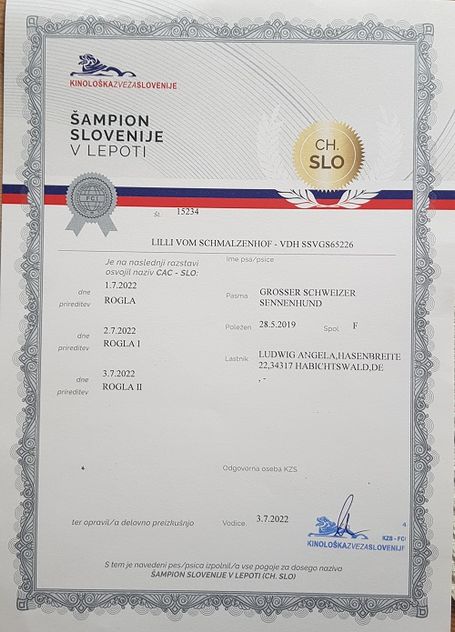 KINOLOŠKAZVEZASLOVENIJE
ŠAMPION
SLOVENIJE
V LEPOTI
CH.
SLO
FCI
Št. 15234
LILLI VOM SCHMALZENHOF - VDH SSVGS65226
Ime psa/psice
Je na naslednji razstavi
osvojil naziv CAC - SLO:
dne 1.7.2022
prireditev ROGLA
Pasma GROSSER SCHWEIZER
SENNENHUND
dne 2.7.2022
prireditev ROGLA I
Poležen 28.5.2019 Spol F
dne 3.7.2022
prireditev ROGLA II
Lastnik LUDWIG ANGELA,HASENBREITE
22,34317 HABICHTSWALD,DE
, -
Odgovorna oseba KZS
ter opravil/a delovno preizkušnjo
Vodice, 3.7.2022
4
KZS - FCI
KINOLOŠKAZVEZASLOVENIJE
S tem je navedeni pes/psica izpolnil/a vse pogoje za dosego naziva
ŠAMPION SLOVENIJE V LEPOTI (CH. SLO)